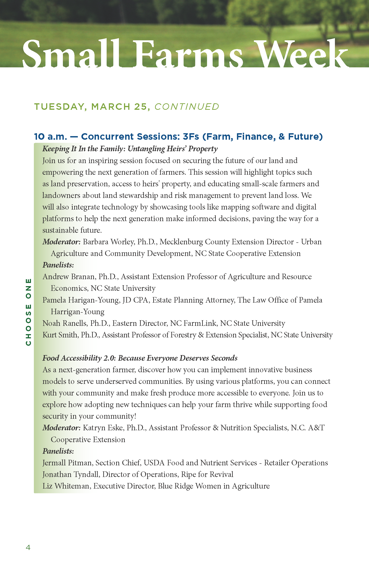 Small Farms Week
TUESDAY, MARCH 25, CONTINUED
10 a.m. — Concurrent Sessions: 3Fs (Farm, Finance, & Future)
Keeping It In the Family: Untangling Heirs' Property
Join us for an inspiring session focused on securing the future of our land and
empowering the next generation of farmers. This session will highlight topics such
as land preservation, access to heirs' property, and educating small-scale farmers and
landowners about land stewardship and risk management to prevent land loss. We
will also integrate technology by showcasing tools like mapping software and digital
platforms to help the next generation make informed decisions, paving the way for a
sustainable future.
Moderator: Barbara Worley, Ph.D., Mecklenburg County Extension Director - Urban
Agriculture and Community Development, NC State Cooperative Extension
Panelists:
Andrew Branan, Ph.D., Assistant Extension Professor of Agriculture and Resource
Economics, NC State University
Pamela Harigan-Young, JD CPA, Estate Planning Attorney, The Law Office of Pamela
Harrigan-Young
Noah Ranells, Ph.D., Eastern Director, NC FarmLink, NC State University
Kurt Smith, Ph.D., Assistant Professor of Forestry & Extension Specialist, NC State University
CHOOSE ONE
Food Accessibility 2.0: Because Everyone Deserves Seconds
As a next-generation farmer, discover how you can implement innovative business
models to serve underserved communities. By using various platforms, you can connect
with your community and make fresh produce more accessible to everyone. Join us to
explore how adopting new techniques can help your farm thrive while supporting food
security in your community!
Moderator: Katryn Eske, Ph.D., Assistant Professor & Nutrition Specialists, N.C. A&T
Cooperative Extension
Panelists:
Jermall Pitman, Section Chief, USDA Food and Nutrient Services - Retailer Operations
Jonathan Tyndall, Director of Operations, Ripe for Revival
Liz Whiteman, Executive Director, Blue Ridge Women in Agriculture
4